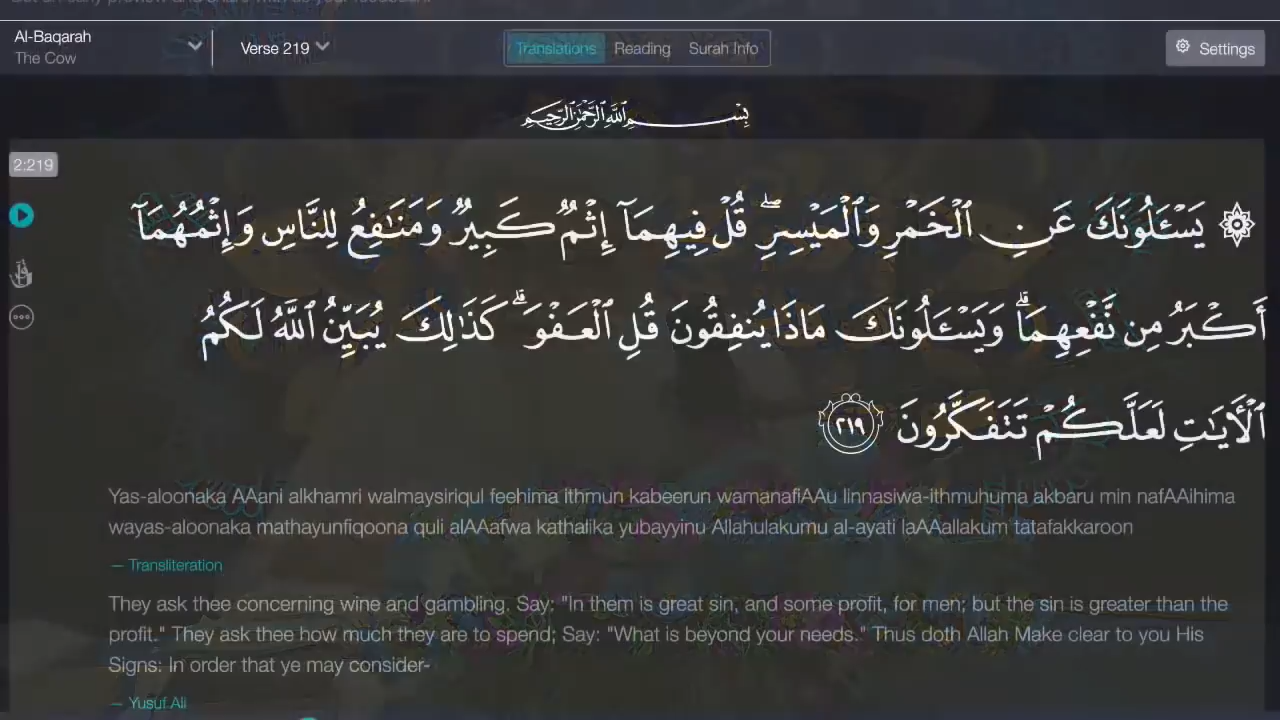 Al-Baqarah
The Cow
Verse 219
Translations Reading Surah Info
Settings
بِسْمِ ٱللَّهِ ٱلرَّحْمَٰنِ ٱلرَّحِيمِ
2:219
۞ يَسْـَٔلُونَكَ عَنِ ٱلْخَمْرِ وَٱلْمَيْسِرِ ۖ قُلْ فِيهِمَآ إِثْمٌۭ كَبِيرٌۭ وَمَنَـٰفِعُ لِلنَّاسِ وَإِثْمُهُمَآ
أَكْبَرُ مِن نَّفْعِهِمَا ۗ وَيَسْـَٔلُونَكَ مَاذَا يُنفِقُونَ قُلِ ٱلْعَفْوَ ۗ كَذَٰلِكَ يُبَيِّنُ ٱللَّهُ لَكُمُ
ٱلْـَٔايَـٰتِ لَعَلَّكُمْ تَتَفَكَّرُونَ ٢١٩
Yas-aloonaka AAani alkhamri walmaysiriqul feehima ithmun kabeerun wamanafiAAu linnasiwa-ithmuhuma akbaru min nafAAihima
wayas-aloonaka mathayunfiqoona quli alAAafwa kathalika yubayyinu Allahulakumu al-ayati laAAallakum tatafakkaroon
— Transliteration
They ask thee concerning wine and gambling. Say: "In them is great sin, and some profit, for men; but the sin is greater than the
profit." They ask thee how much they are to spend; Say: "What is beyond your needs." Thus doth Allah Make clear to you His
Signs: In order that ye may consider-
— Yusuf Ali